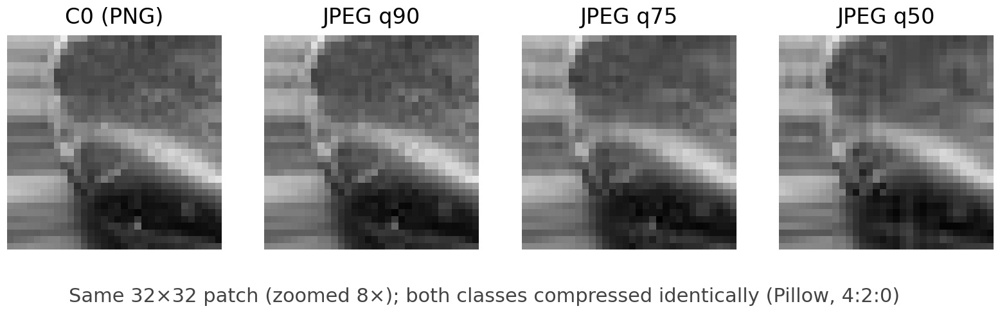 C0 (PNG) JPEG q90 JPEG q75 JPEG q50
Same 32×32 patch (zoomed 8×); both classes compressed identically (Pillow, 4:2:0)